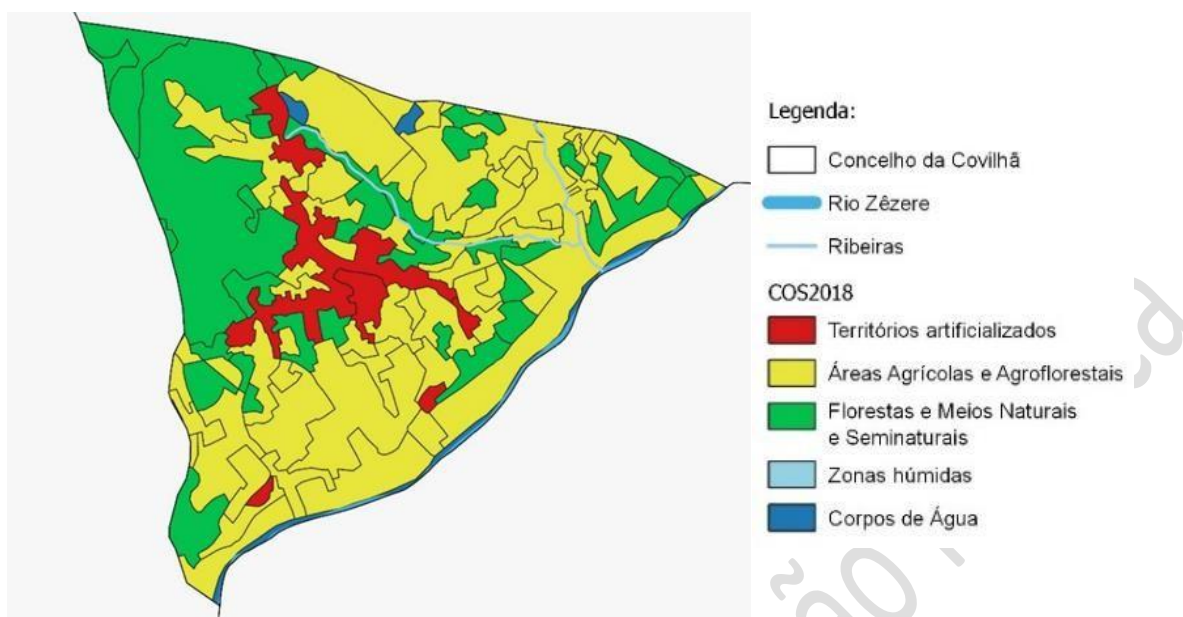 Legenda:
Concelho da Covilhã
Rio Zêzere
Ribeiras
COS2018
Territórios artificializados
Áreas Agrícolas e Agroflorestais
Florestas e Meios Naturais
e Seminaturais
Zonas húmidas
Corpos de Água